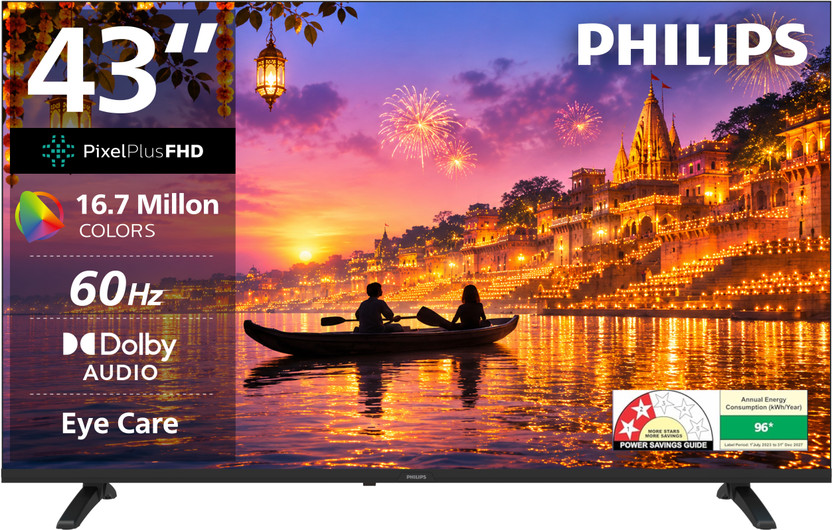 43"
PHILIPS
PixelPlusFHD
16.7 Millon
COLORS
60Hz
Dolby
AUDIO
Eye Care
MORE STARS
MORE SAVINGS
POWER SAVINGS GUIDE
Annual Energy
Consumption (kWh/Year)
96*
PHILIPS